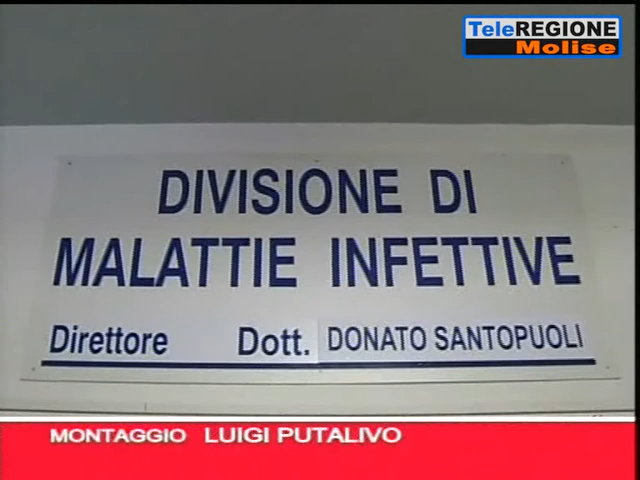 TeleREGIONE
Molise
DIVISIONE DI
MALATTIE INFETTIVE
Direttore Dott. DONATO SANTOPUOLI
MONTAGGIO LUIGI PUTALIVO